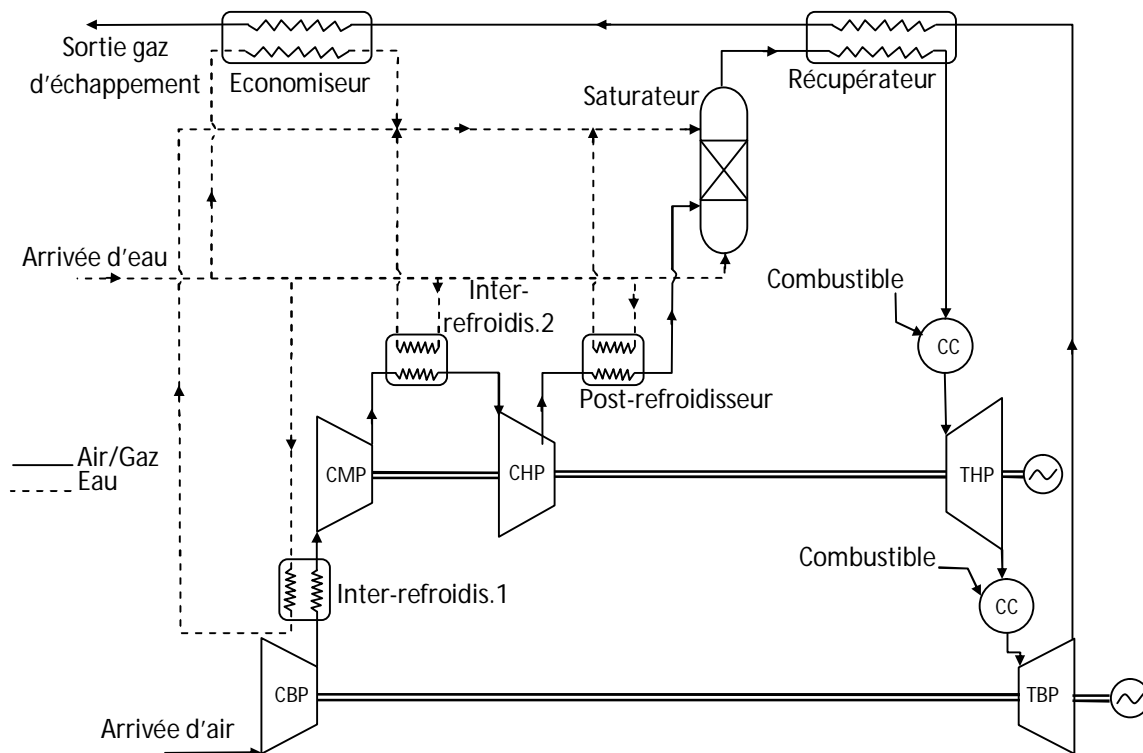 Sortie gaz
d'échappement
Economiseur
Récupérateur
Saturateur
Arrivée d'eau
Inter-
refroidis.2
Combustible
CC
Post-refroidisseur
Air/Gaz
Eau
CMP
CHP
THP
Combustible
Inter-refroidis.1
CC
CBP
TBP
Arrivée d'air